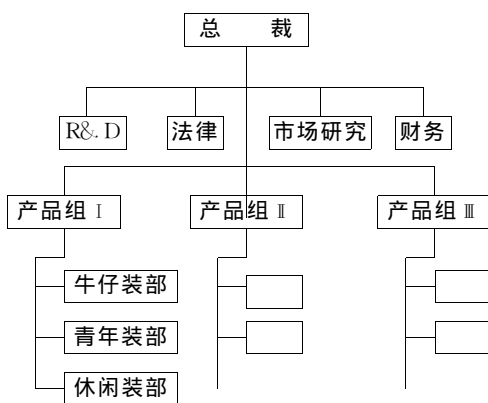 总 裁
R&D 法律 市场研究 财务
产品组 Ⅰ 产品组 Ⅱ 产品组 Ⅲ
牛仔装部
青年装部
休闲装部